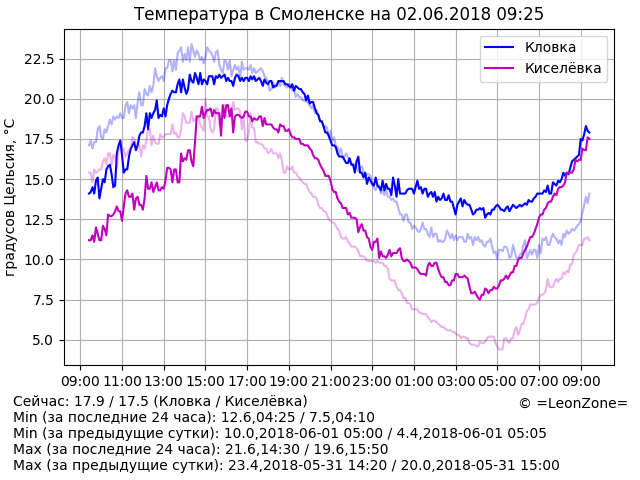 Температура в Смоленске на 02.06.2018 09:25
градусов Цельсия, °C
22.5
20.0
17.5
15.0
12.5
10.0
7.5
5.0
Кловка
Киселёвка
09:00 11:00 13:00 15:00 17:00 19:00 21:00 23:00 01:00 03:00 05:00 07:00 09:00
Сейчас: 17.9 / 17.5 (Кловка / Киселёвка)
© =LeonZone=
Min (за последние 24 часа): 12.6,04:25 / 7.5,04:10
Min (за предыдущие сутки): 10.0,2018-06-01 05:00 / 4.4,2018-06-01 05:05
Max (за последние 24 часа): 21.6,14:30 / 19.6,15:50
Max (за предыдущие сутки): 23.4,2018-05-31 14:20 / 20.0,2018-05-31 15:00